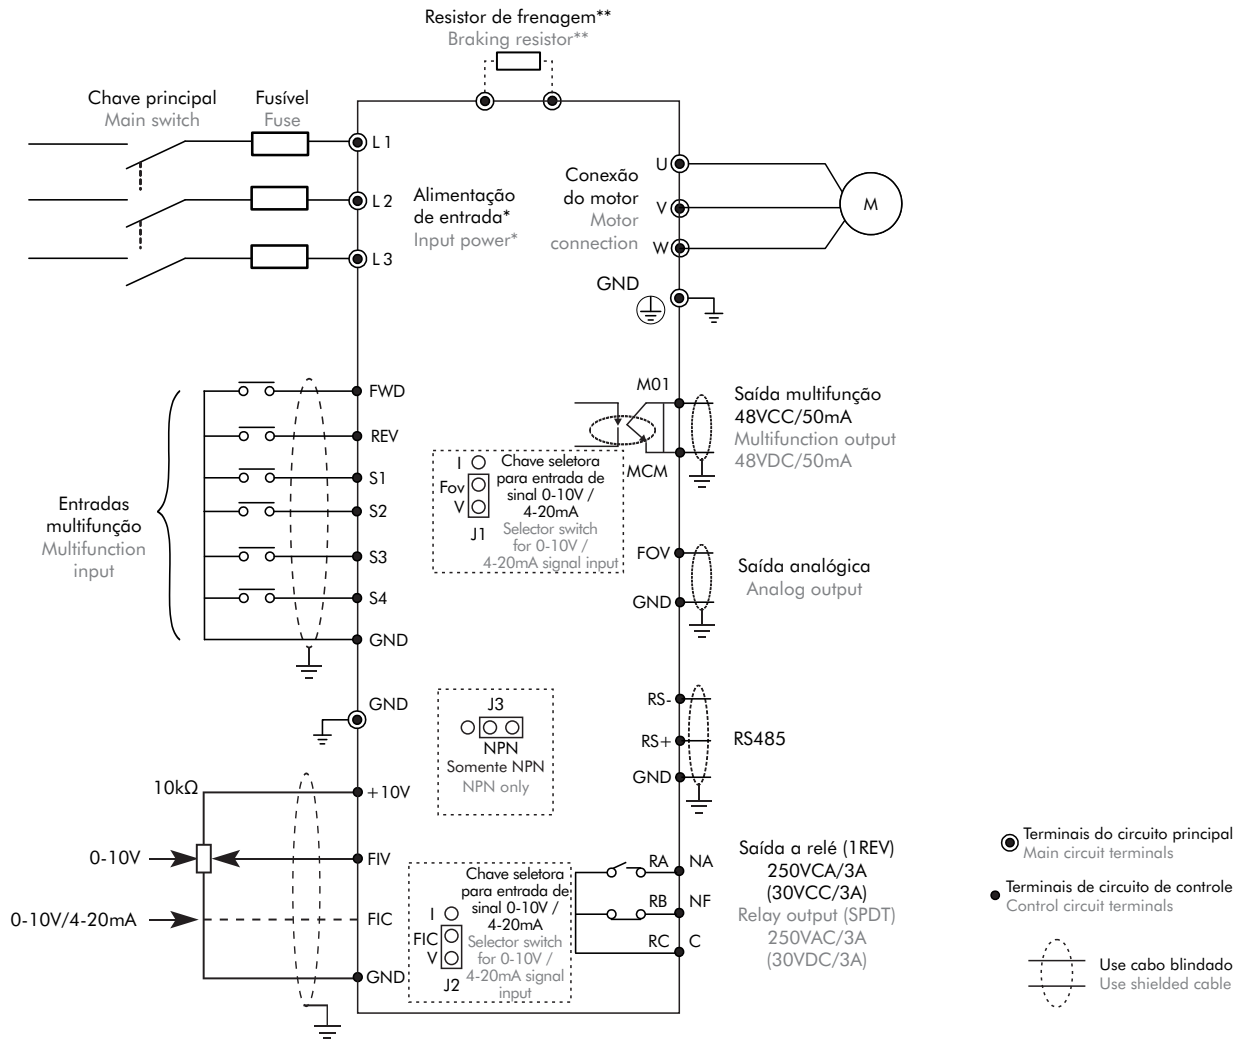 Resistor de frenagem**
Braking resistor**
Chave principal
Main switch
Fusível
Fuse
L1
L2
L3
Alimentação
de entrada*
Input power*
Conexão
do motor
Motor
connection
U
V
W
M
GND
Entradas
multifunção
Multifunction
input
FWD
REV
S1
S2
S3
S4
GND
I
Fov
V
J1
Chave seletora
para entrada de
sinal 0-10V /
4-20mA
Selector switch
for 0-10V /
4-20mA signal input
M01
MCM
Saída multifunção
48VCC/50mA
Multifunction output
48VDC/50mA
FOV
GND
Saída analógica
Analog output
GND
J3
NPN
Somente NPN
NPN only
RS-
RS+
GND
RS485
10kΩ
0-10V
0-10V/4-20mA
+10V
FIV
FIC
GND
I
FIC
V
J2
Chave seletora
para entrada de
sinal 0-10V /
4-20mA
Selector switch
for 0-10V /
4-20mA signal
input
RA
NA
RB
NF
RC
C
Saída a relé (1REV)
250VCA/3A
(30VCC/3A)
Relay output (SPDT)
250VAC/3A
(30VDC/3A)
Terminais do circuito principal
Main circuit terminals
Terminais de circuito de controle
Control circuit terminals
Use cabo blindado
Use shielded cable